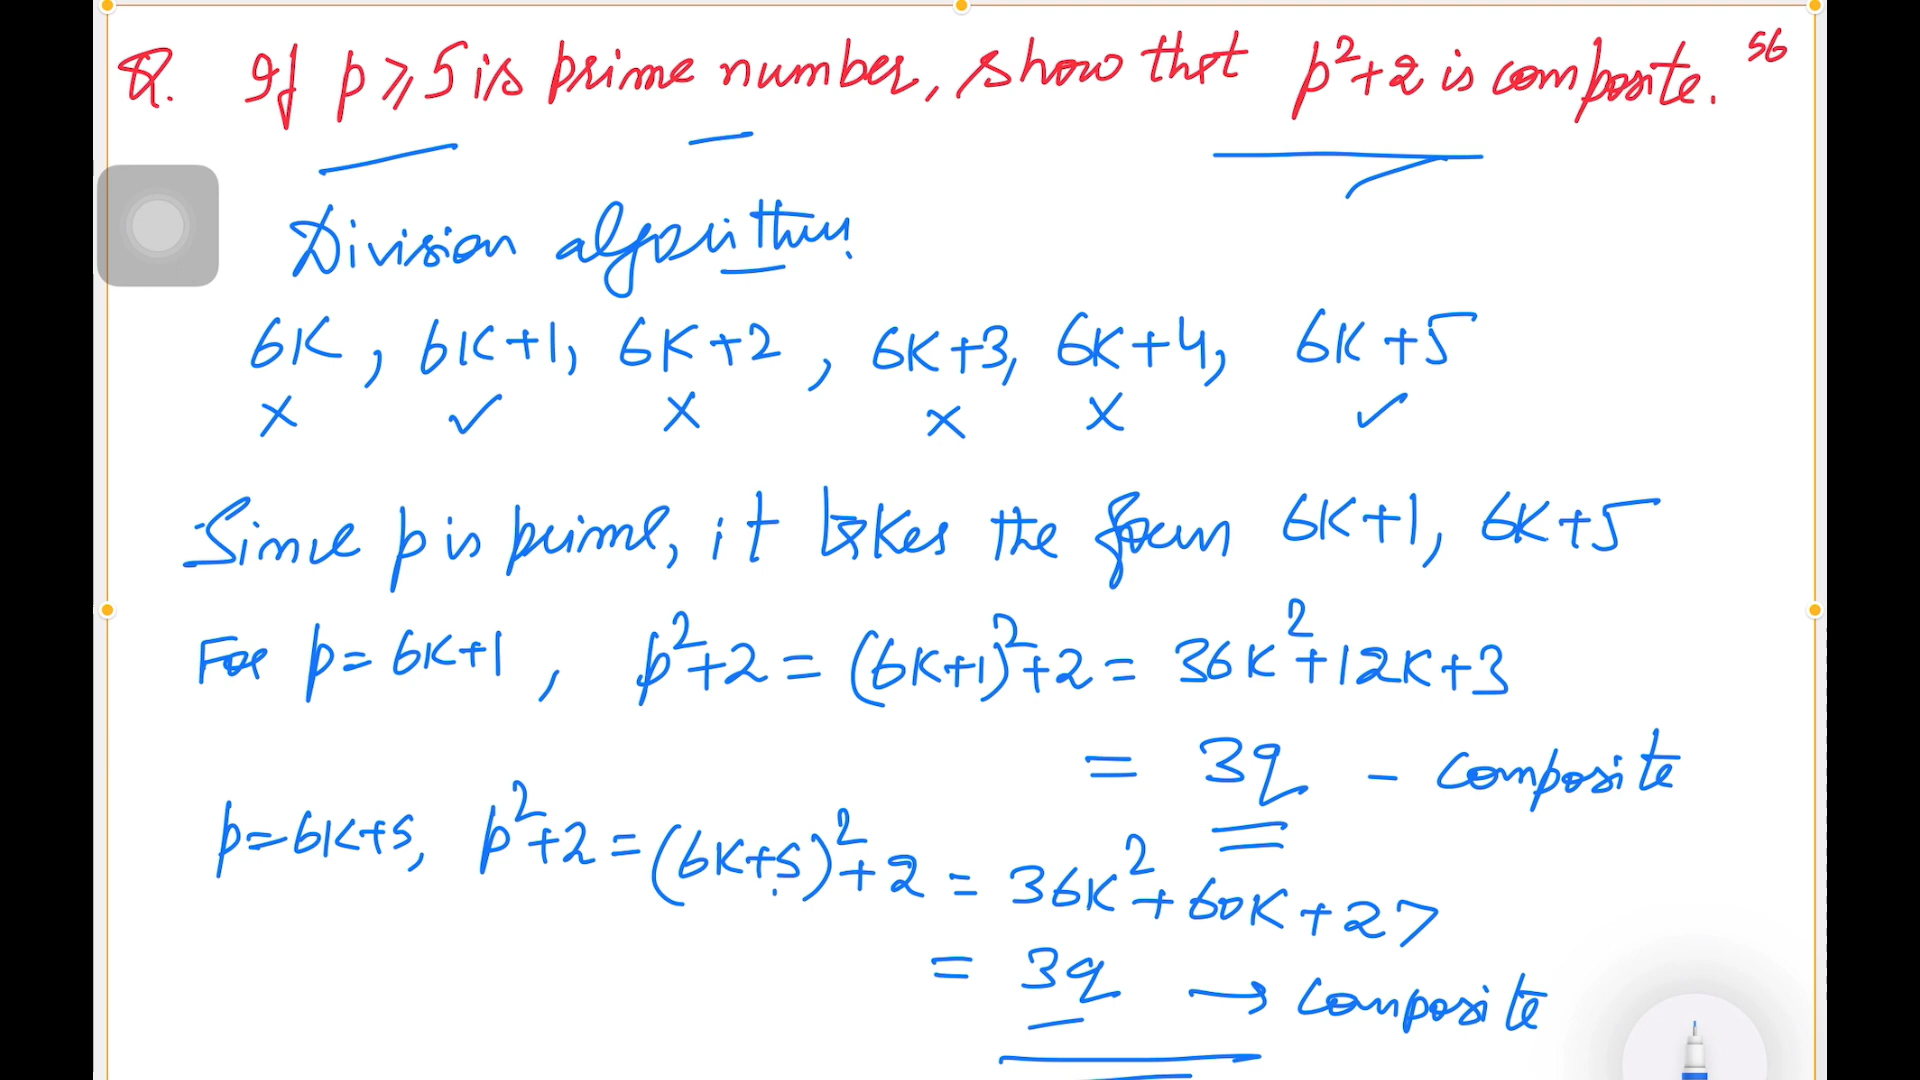 Q. If p ⩾ 5 is prime number, show that p²+2 is composite. 56
Division algorithm.
6K, 6K+1, 6K+2, 6K+3, 6K+4, 6K+5
× ✓ × × × ✓
Since p is prime, it takes the form 6K+1, 6K+5
For p = 6K+1, p²+2 = (6K+1)²+2 = 36K²+12K+3
= 3q - composite
p=6K+5, p²+2 = (6K+5)²+2 = 36K²+60K+27
= 3q → composite